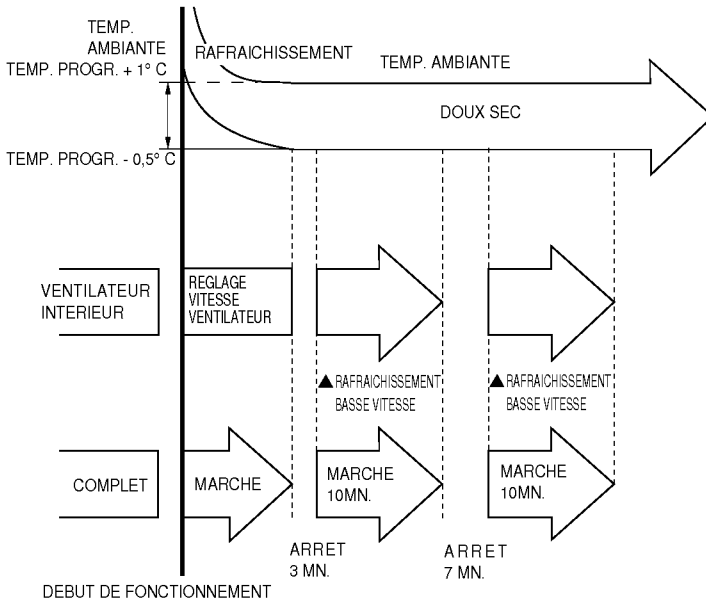 TEMP.
AMBIANTE
RAFRAICHISSEMENT
TEMP. AMBIANTE
TEMP. PROGR. + 1° C
DOUX SEC
TEMP. PROGR. - 0,5° C
VENTILATEUR
INTERIEUR
REGLAGE
VITESSE
VENTILATEUR
▲ RAFRAICHISSEMENT
BASSE VITESSE
▲ RAFRAICHISSEMENT
BASSE VITESSE
COMPLET
MARCHE
MARCHE
10MN.
MARCHE
10MN.
ARRET
3 MN.
ARRET
7 MN.
DEBUT DE FONCTIONNEMENT